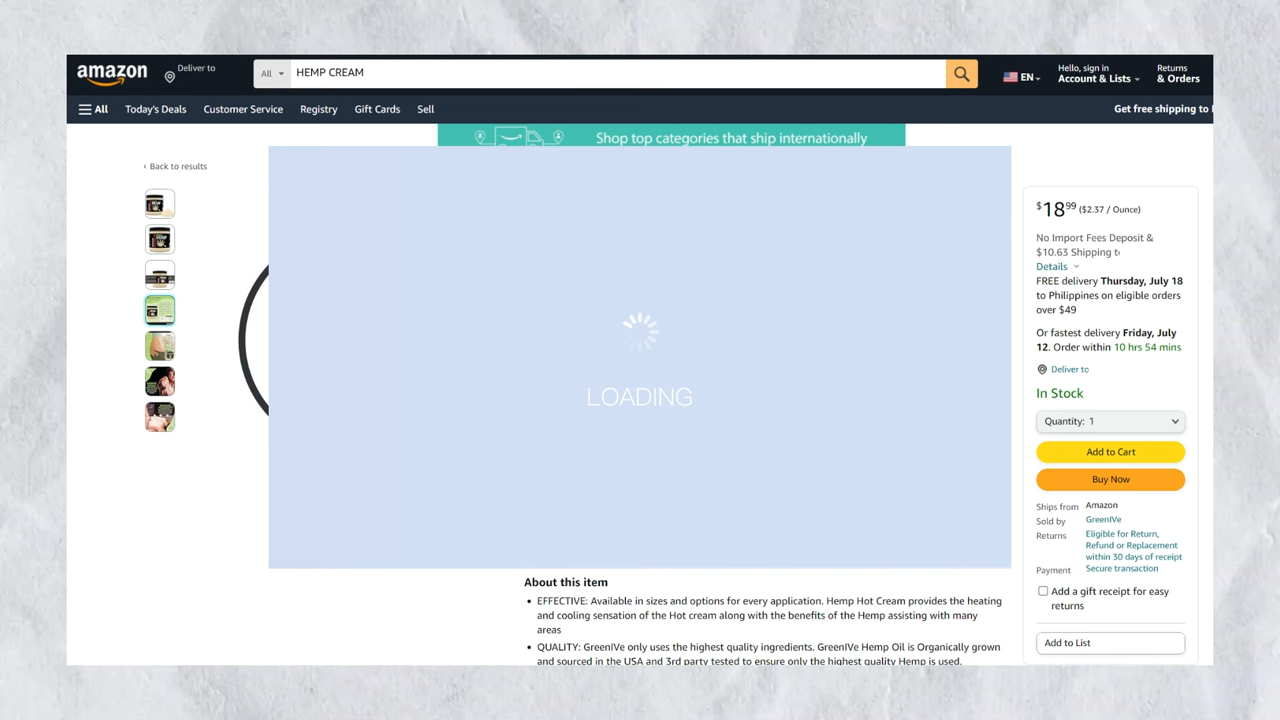 amazon
Deliver to
All
HEMP CREAM
EN
Hello, sign in
Account & Lists
Returns
& Orders
All
Today's Deals
Customer Service
Registry
Gift Cards
Sell
Get free shipping to
Shop top categories that ship internationally
‹ Back to results
$18 99 ($2.37 / Ounce)
No Import Fees Deposit &
$10.63 Shipping to
Details
FREE delivery Thursday, July 18
to Philippines on eligible orders
over $49
Or fastest delivery Friday, July
12. Order within 10 hrs 54 mins
Deliver to
In Stock
Quantity: 1
Add to Cart
Buy Now
Ships from Amazon
Sold by GreenIVe
Returns Eligible for Return,
Refund or Replacement
within 30 days of receipt
Payment Secure transaction
Add a gift receipt for easy
returns
Add to List
LOADING
About this item
• EFFECTIVE: Available in sizes and options for every application. Hemp Hot Cream provides the heating
and cooling sensation of the Hot cream along with the benefits of the Hemp assisting with many
areas
• QUALITY: GreenIVe only uses the highest quality ingredients. GreenIVe Hemp Oil is Organically grown
and sourced in the USA and 3rd party tested to ensure only the highest quality Hemp is used.